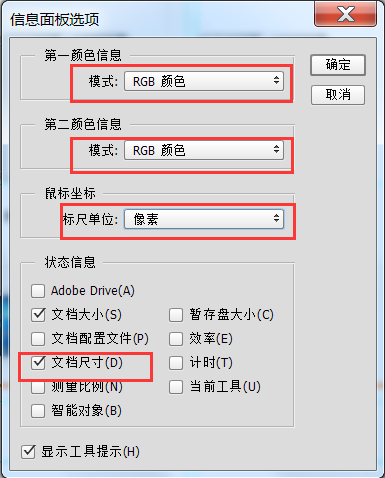 信息面板选项
第一颜色信息
模式: RGB 颜色
确定
取消
第二颜色信息
模式: RGB 颜色
鼠标坐标
标尺单位: 像素
状态信息
Adobe Drive(A)
文档大小(S) 暂存盘大小(C)
文档配置文件(P) 效率(E)
文档尺寸(D) 计时(T)
测量比例(N) 当前工具(U)
智能对象(B)
显示工具提示(H)